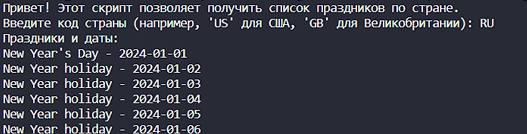 Привет! Этот скрипт позволяет получить список праздников по стране.
Введите код страны (например, 'US' для США, 'GB' для Великобритании): RU
Праздники и даты:
New Year's Day - 2024-01-01
New Year holiday - 2024-01-02
New Year holiday - 2024-01-03
New Year holiday - 2024-01-04
New Year holiday - 2024-01-05
New Year holiday - 2024-01-06